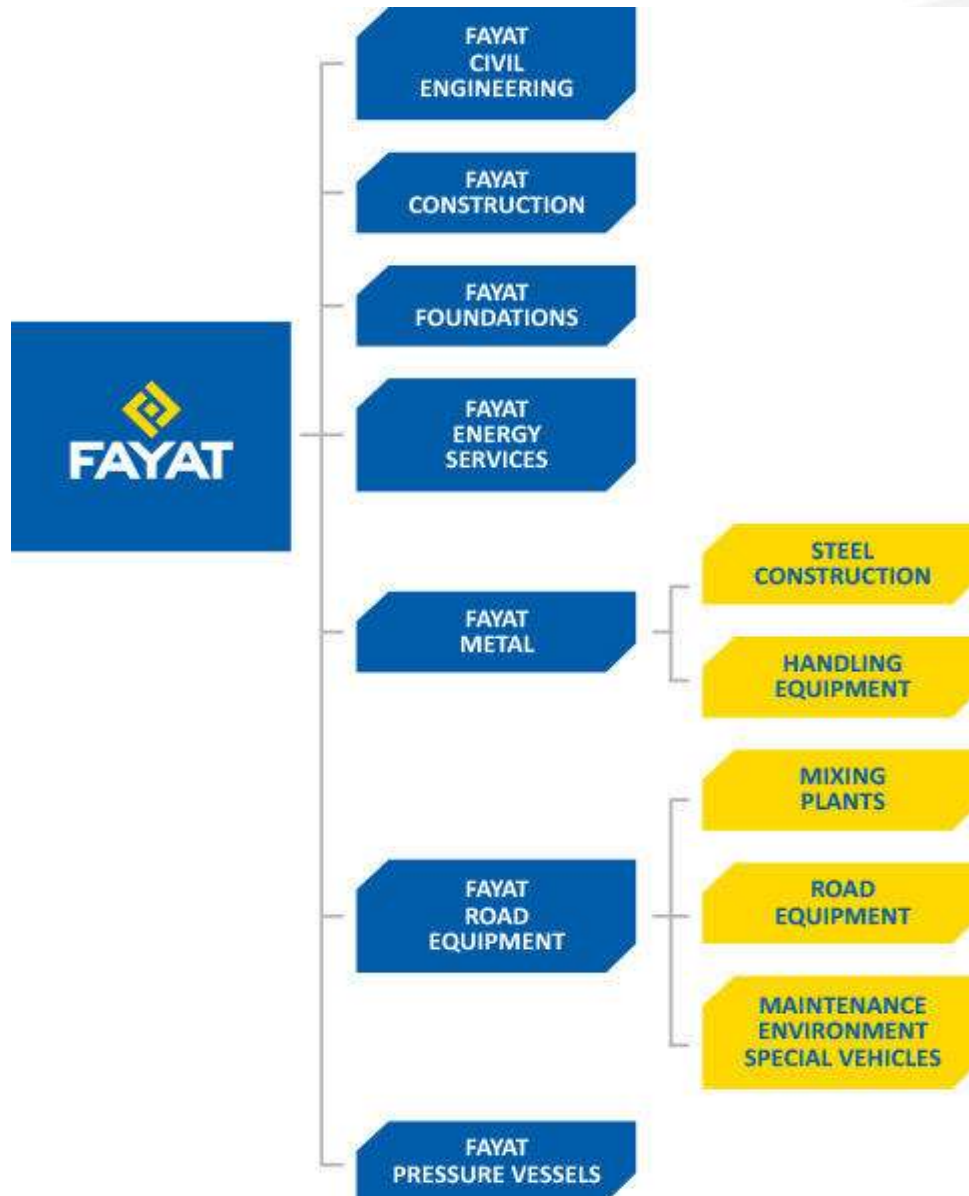 FAYAT
CIVIL
ENGINEERING
FAYAT
CONSTRUCTION
FAYAT
FOUNDATIONS
FAYAT
FAYAT
ENERGY
SERVICES
STEEL
CONSTRUCTION
FAYAT
METAL
HANDLING
EQUIPMENT
MIXING
PLANTS
FAYAT
ROAD
EQUIPMENT
ROAD
EQUIPMENT
MAINTENANCE
ENVIRONMENT
SPECIAL VEHICLES
FAYAT
PRESSURE VESSELS